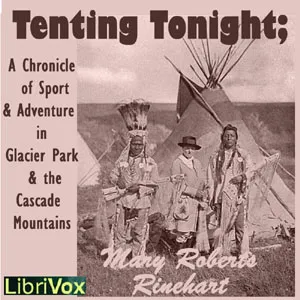 Tenting Tonight;
A Chronicle
of Sport
& Adventure
in
Glacier Park
& the
Cascade
Mountains
Mary Roberts
Rinehart
LibriVox